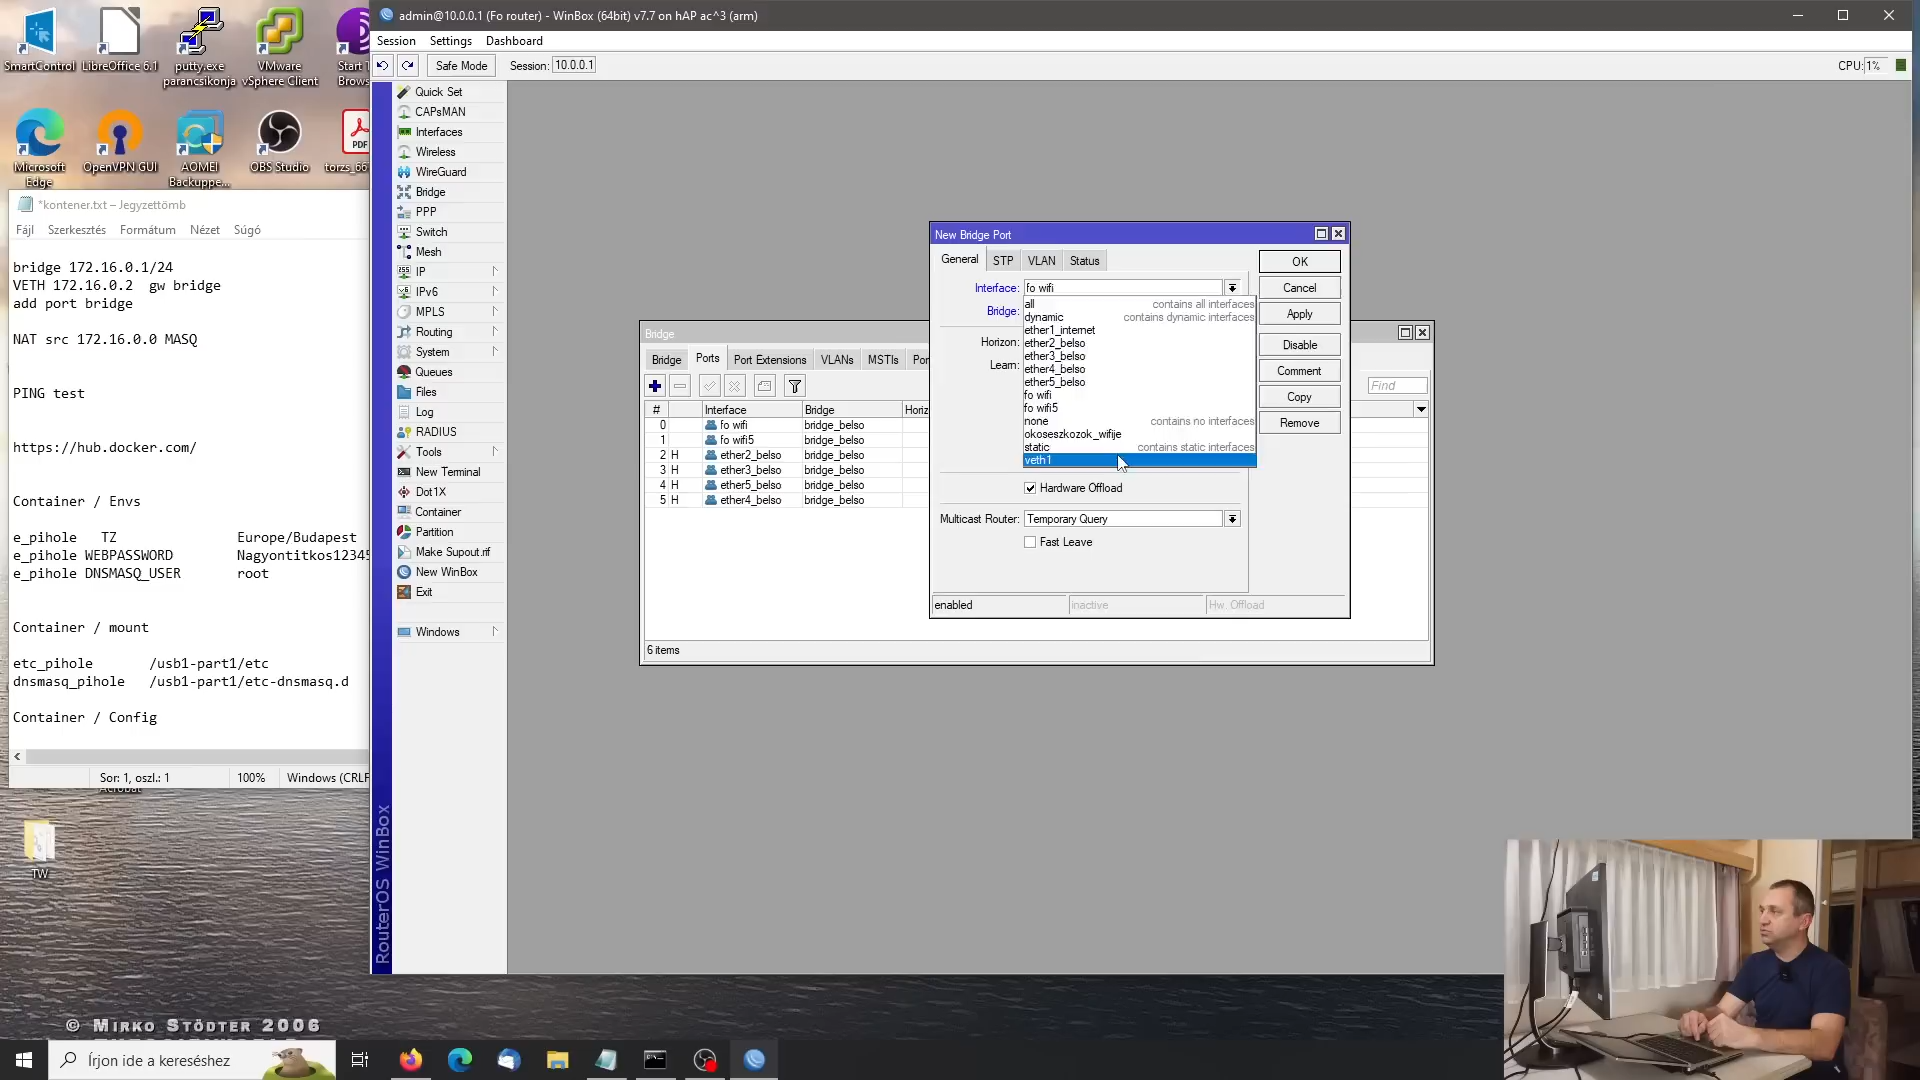 SmartControl
LibreOffice 6.1
putty.exe
parancsikonja
VMware
vSphere Client
Start T
Brows
Microsoft
Edge
OpenVPN GUI
AOMEI
Backuppe...
OBS Studio
PDF
*kontener.txt – Jegyzettömb
Fájl Szerkesztés Formátum Nézet Súgó
bridge 172.16.0.1/24
VETH 172.16.0.2 gw bridge
add port bridge
NAT src 172.16.0.0 MASQ
PING test
https://hub.docker.com/
Container / Envs
e_pihole TZ Europe/Budapest
e_pihole WEBPASSWORD Nagyontitkos12345
e_pihole DNSMASQ_USER root
Container / mount
etc_pihole /usb1-part1/etc
dnsmasq_pihole /usb1-part1/etc-dnsmasq.d
Container / Config
Sor: 1, oszl.: 1 100% Windows (CRLF
Acrobat
TW
© Mirko Stödter 2006
Írjon ide a kereséshez
admin@10.0.0.1 (Fo router) - WinBox (64bit) v7.7 on hAP ac^3 (arm)
Session Settings Dashboard
Safe Mode Session: 10.0.0.1 CPU: 1%
Quick Set
CAPsMAN
Interfaces
Wireless
WireGuard
Bridge
PPP
Switch
Mesh
IP
IPv6
MPLS
Routing
System
Queues
Files
Log
RADIUS
Tools
New Terminal
Dot1X
Container
Partition
Make Supout.rif
New WinBox
Exit
Windows
RouterOS WinBox
Bridge
Bridge Ports Port Extensions VLANs MSTIs Por
Find
# Interface Bridge Horiz
0 fo wifi bridge_belso
1 fo wifi5 bridge_belso
2 H ether2_belso bridge_belso
3 H ether3_belso bridge_belso
4 H ether5_belso bridge_belso
5 H ether4_belso bridge_belso
6 items
New Bridge Port
General STP VLAN Status
Interface: fo wifi
Bridge:
Horizon:
Learn:
all contains all interfaces
dynamic contains dynamic interfaces
ether1_internet
ether2_belso
ether3_belso
ether4_belso
ether5_belso
fo wifi
fo wifi5
none contains no interfaces
okoseszkozok_wifije
static contains static interfaces
veth1
Hardware Offload
Multicast Router: Temporary Query
Fast Leave
enabled inactive Hw. Offload
OK
Cancel
Apply
Disable
Comment
Copy
Remove